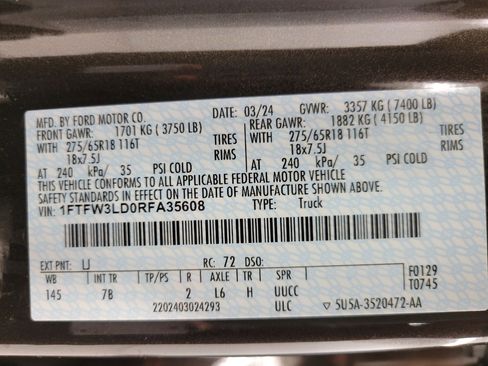 MFD. BY FORD MOTOR CO. DATE: 03/24 GVWR: 3357 KG ( 7400 LB)
FRONT GAWR: 1701 KG ( 3750 LB) REAR GAWR: 1882 KG ( 4150 LB)
WITH 275/65R18 116T TIRES WITH 275/65R18 116T TIRES
18x7.5J RIMS 18x7.5J RIMS
AT 240 kPa/ 35 PSI COLD AT 240 kPa/ 35 PSI COLD
THIS VEHICLE CONFORMS TO ALL APPLICABLE FEDERAL MOTOR VEHICLE
SAFETY STANDARDS IN EFFECT ON THE DATE OF MANUFACTURE SHOWN ABOVE.
VIN: 1FTFW3LD0RFA35608 TYPE: Truck
EXT PNT: U RC: 72 DSO:
WB INT TR TP/PS R AXLE TR SPR F0129
145 7B 2 L6 H UUCC T0745
2202403024293 ULC ▽ 5U5A-3520472-AA